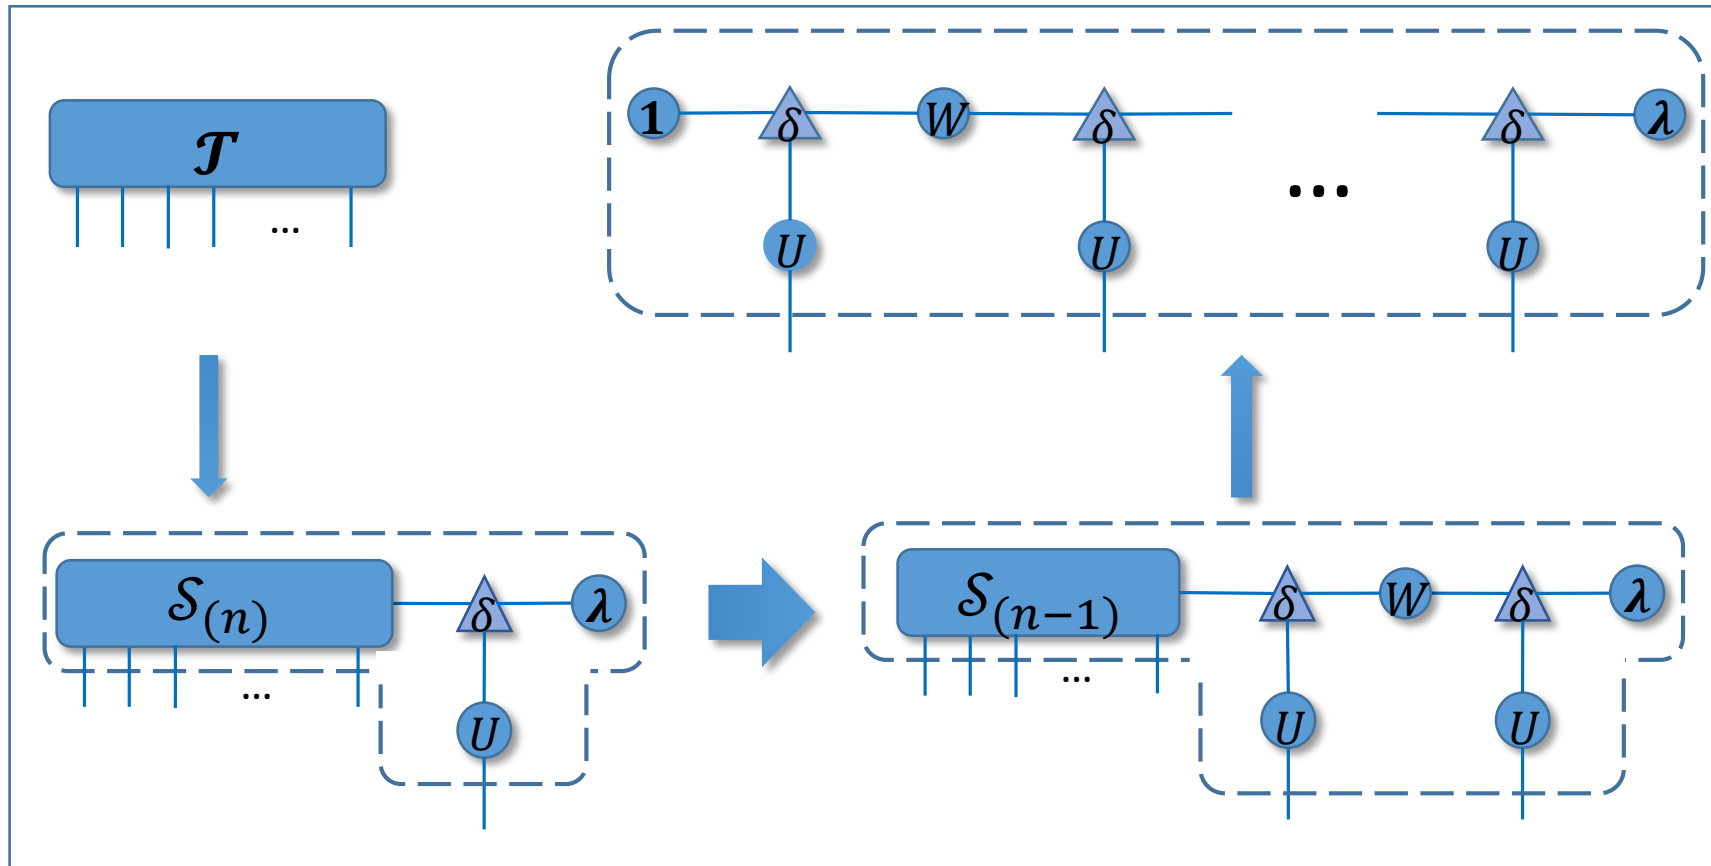 𝓣
...
1 δ W δ δ λ
...
U U U
S(n) δ λ
...
U
S(n−1) δ W δ λ
...
U U